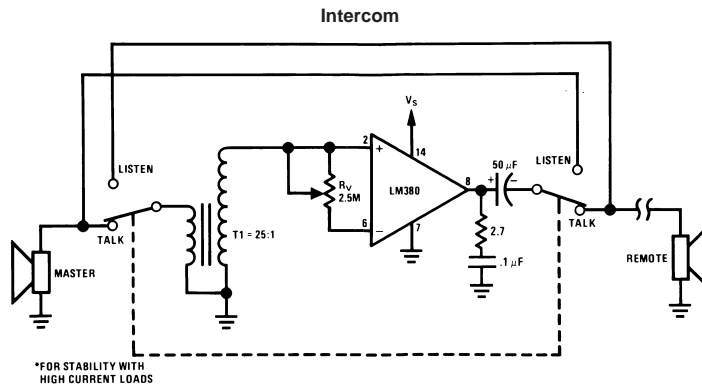 Intercom
LISTEN
TALK
MASTER
T1 = 25:1
RV
2.5M
2
+
6
−
LM380
VS
14
7
8
50 μF
+ −
2.7
.1 μF
LISTEN
TALK
REMOTE
*FOR STABILITY WITH
HIGH CURRENT LOADS